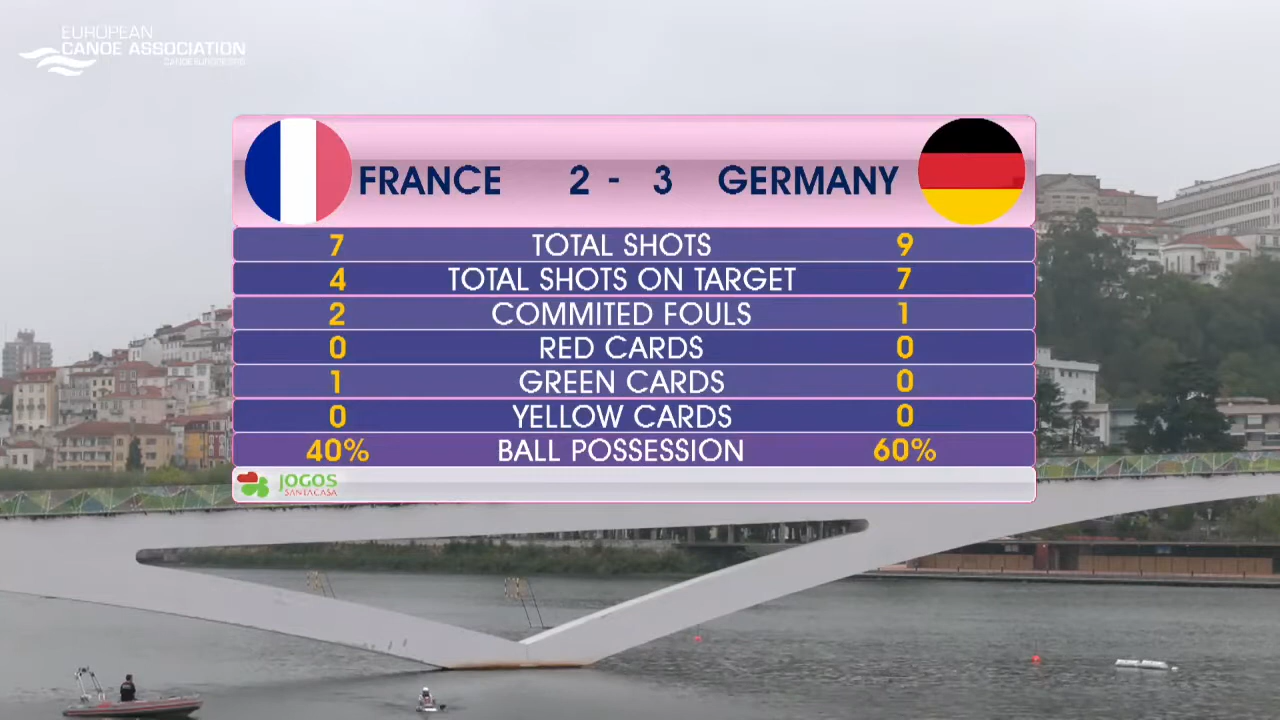 EUROPEAN
CANOE ASSOCIATION
FRANCE 2 - 3 GERMANY
7 TOTAL SHOTS 9
4 TOTAL SHOTS ON TARGET 7
2 COMMITED FOULS 1
0 RED CARDS 0
1 GREEN CARDS 0
0 YELLOW CARDS 0
40% BALL POSSESSION 60%
JOGOS
SANTACASA